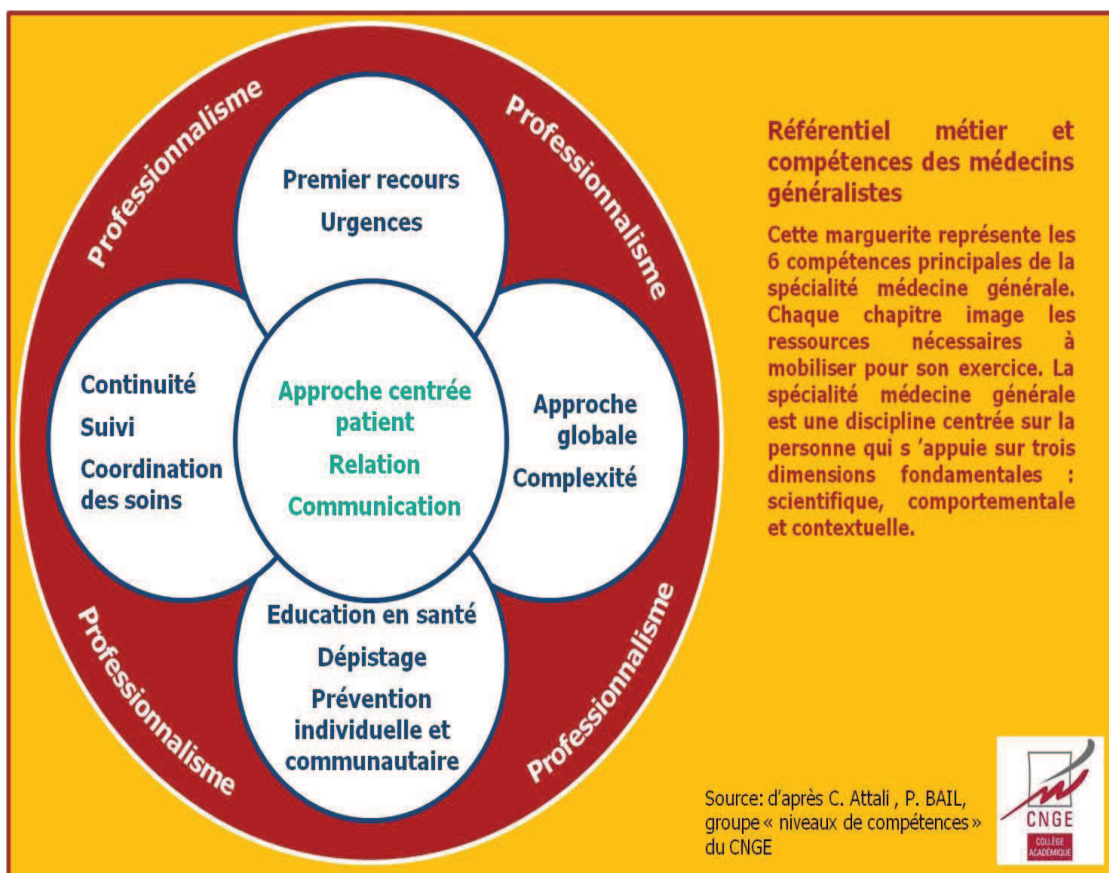 Professionnalisme
Professionnalisme
Premier recours
Urgences
Continuité
Suivi
Coordination
des soins
Approche centrée
patient
Relation
Communication
Approche
globale
Complexité
Education en santé
Dépistage
Prévention
individuelle et
communautaire
Professionnalisme
Professionnalisme
Référentiel métier et
compétences des médecins
généralistes
Cette marguerite représente les
6 compétences principales de la
spécialité médecine générale.
Chaque chapitre image les
ressources nécessaires à
mobiliser pour son exercice. La
spécialité médecine générale
est une discipline centrée sur la
personne qui s ’appuie sur trois
dimensions fondamentales :
scientifique, comportementale
et contextuelle.
Source: d’après C. Attali , P. BAIL,
groupe « niveaux de compétences »
du CNGE
CNGE
COLLÈGE
ACADÉMIQUE